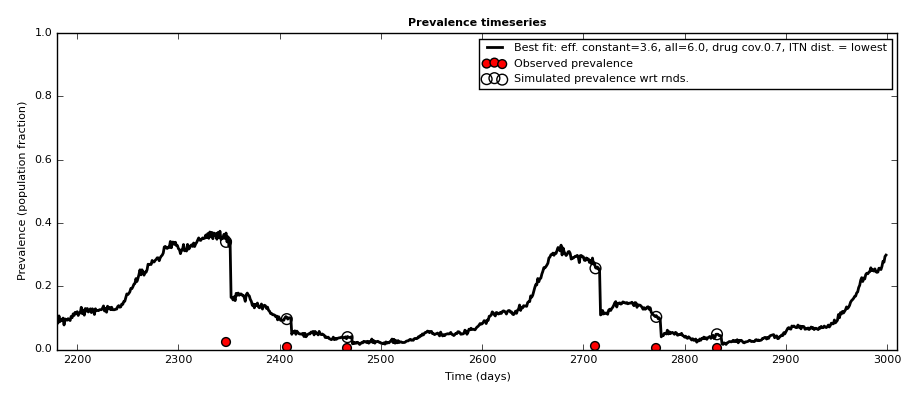 Prevalence timeseries
Best fit: eff. constant=3.6, all=6.0, drug cov.0.7, ITN dist. = lowest
Observed prevalence
Simulated prevalence wrt rnds.
Prevalence (population fraction)
1.0
0.8
0.6
0.4
0.2
0.0
2200 2300 2400 2500 2600 2700 2800 2900 3000
Time (days)